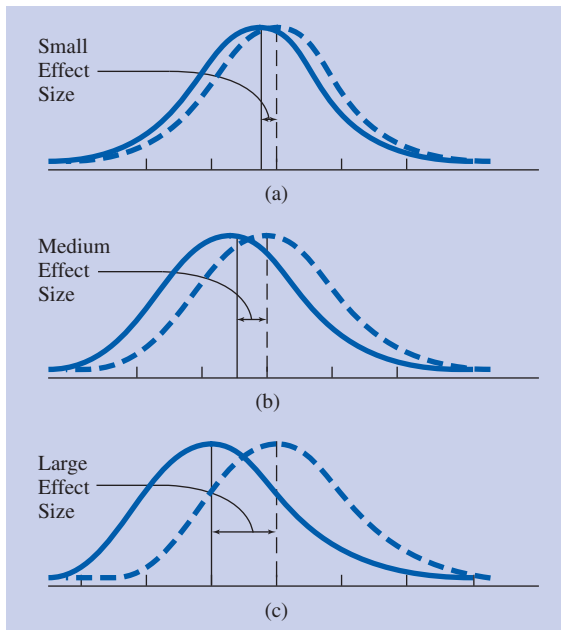 Small
Effect
Size
(a)
Medium
Effect
Size
(b)
Large
Effect
Size
(c)